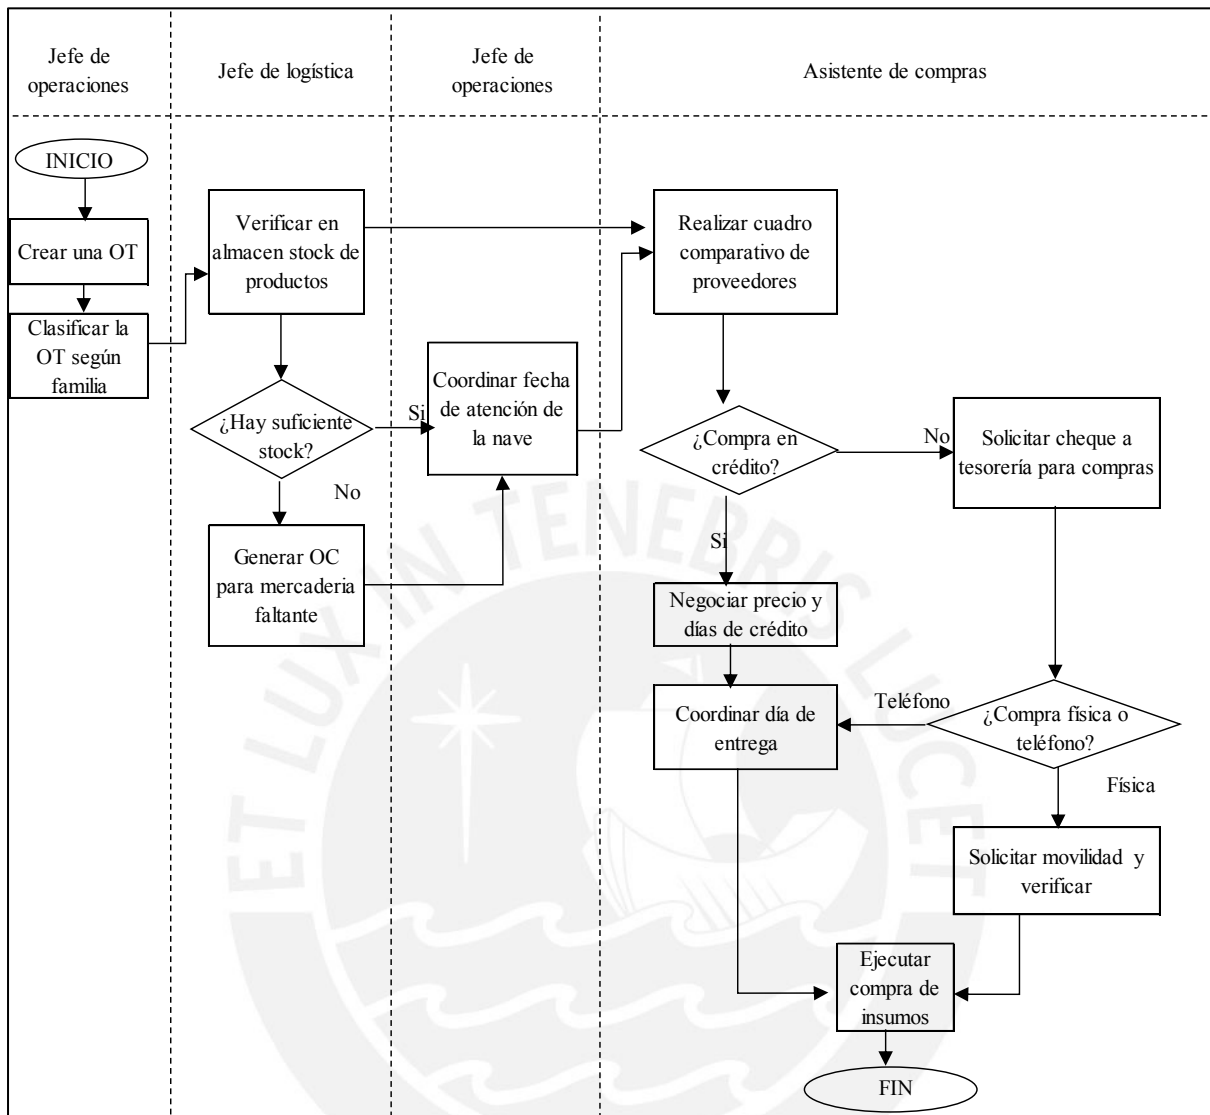 Jefe de
operaciones
Jefe de logística
Jefe de
operaciones
Asistente de compras
INICIO
Crear una OT
Clasificar la
OT según
familia
Verificar en
almacen stock de
productos
¿Hay suficiente
stock?
Si
No
Generar OC
para mercaderia
faltante
Coordinar fecha
de atención de
la nave
Realizar cuadro
comparativo de
proveedores
¿Compra en
crédito?
No
Si
Solicitar cheque a
tesorería para compras
Negociar precio y
días de crédito
Coordinar día de
entrega
Teléfono
¿Compra física o
teléfono?
Física
Solicitar movilidad y
verificar
Ejecutar
compra de
insumos
FIN
ET LUX IN TENEBRIS LUCET